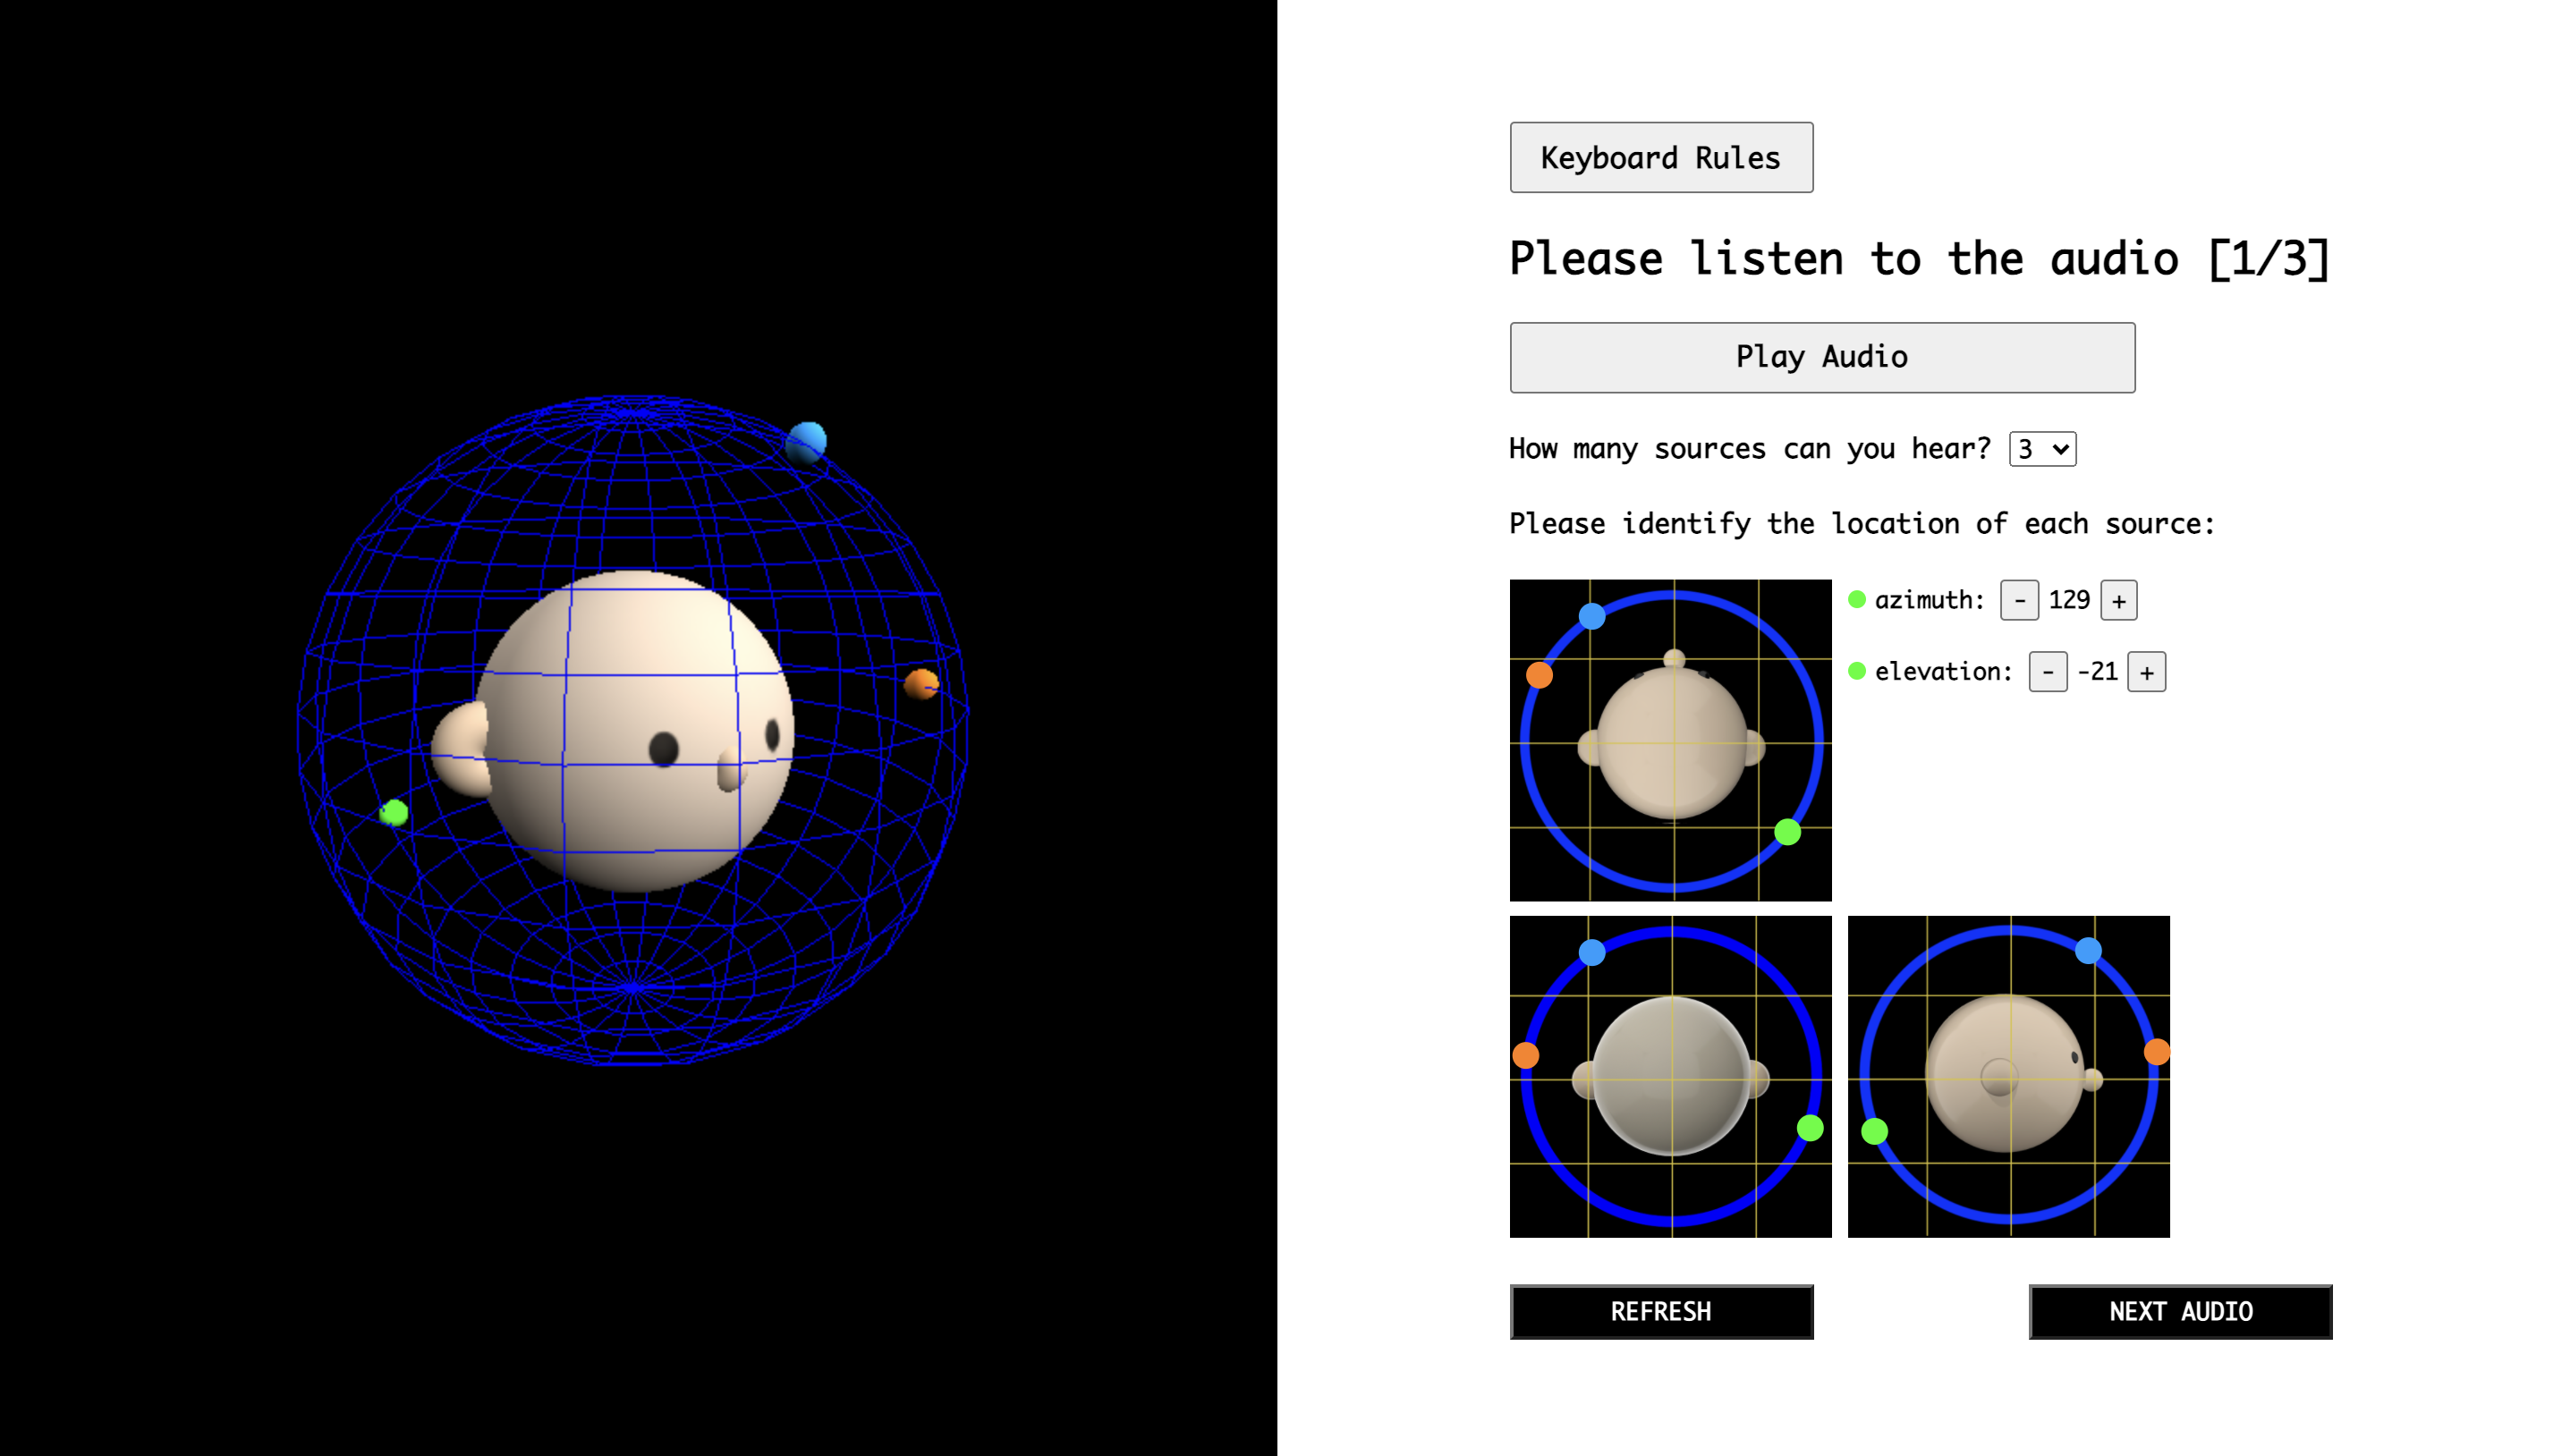 Keyboard Rules
Please listen to the audio [1/3]
Play Audio
How many sources can you hear? 3
Please identify the location of each source:
azimuth: - 129 +
elevation: - -21 +
REFRESH
NEXT AUDIO